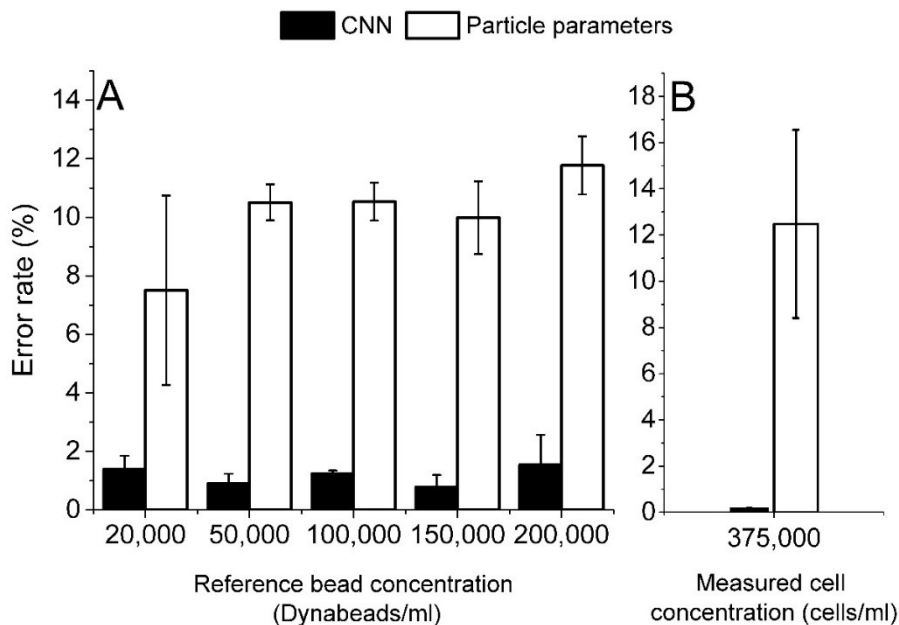 CNN Particle parameters
A
Error rate (%)
14
12
10
8
6
4
2
0
20,000 50,000 100,000 150,000 200,000
Reference bead concentration
(Dynabeads/ml)
B
18
16
14
12
10
8
6
4
2
0
375,000
Measured cell
concentration (cells/ml)